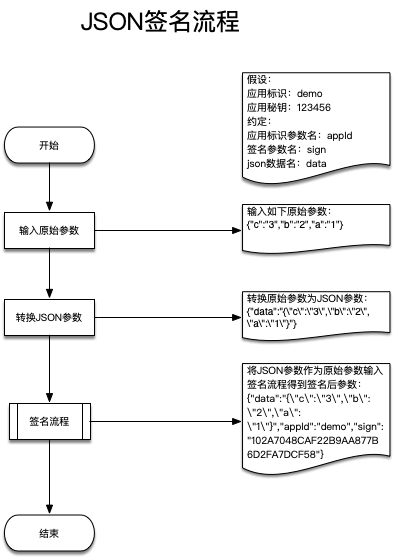 JSON签名流程
假设：
应用标识：demo
应用秘钥：123456
约定：
应用标识参数名：appId
签名参数名：sign
json数据名：data
开始
输入原始参数
输入如下原始参数：
{"c":"3","b":"2","a":"1"}
转换JSON参数
转换原始参数为JSON参数：
{"data":"{\"c\":\"3\",\"b\":\"2\",
\"a\":\"1\"}"}
签名流程
将JSON参数作为原始参数输入
签名流程得到签名后参数：
{"data":"{\"c\":\"3\",\"b\":
\"2\",\"a\":
\"1\"}","appId":"demo","sign":
"102A7048CAF22B9AA877B
6D2FA7DCF58"}
结束